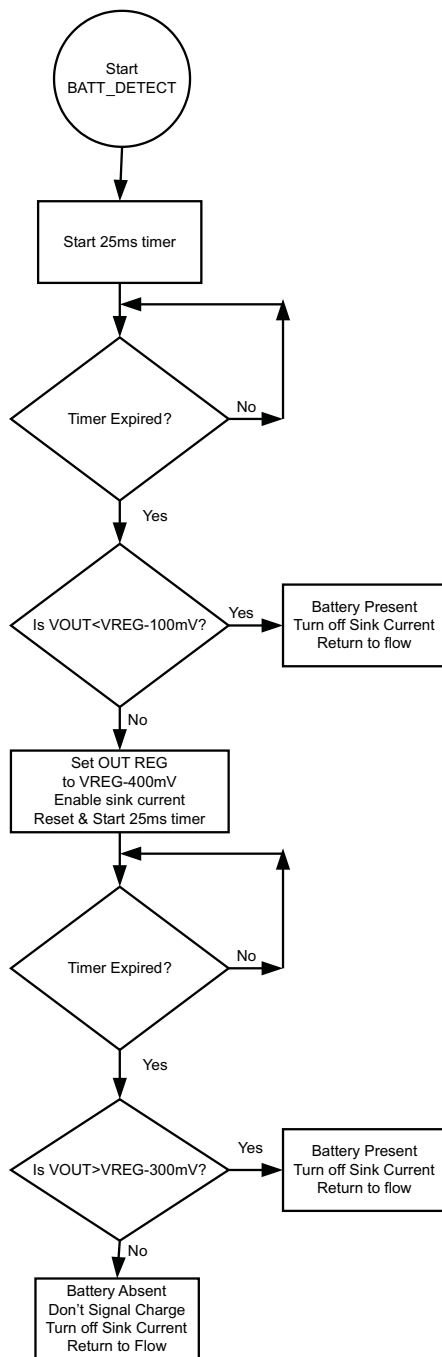 Start
BATT_DETECT
Start 25ms timer
Timer Expired?
No
Yes
Is VOUT<VREG-100mV?
Yes
Battery Present
Turn off Sink Current
Return to flow
No
Set OUT REG
to VREG-400mV
Enable sink current
Reset & Start 25ms timer
Timer Expired?
No
Yes
Is VOUT>VREG-300mV?
Yes
Battery Present
Turn off Sink Current
Return to flow
No
Battery Absent
Don't Signal Charge
Turn off Sink Current
Return to Flow